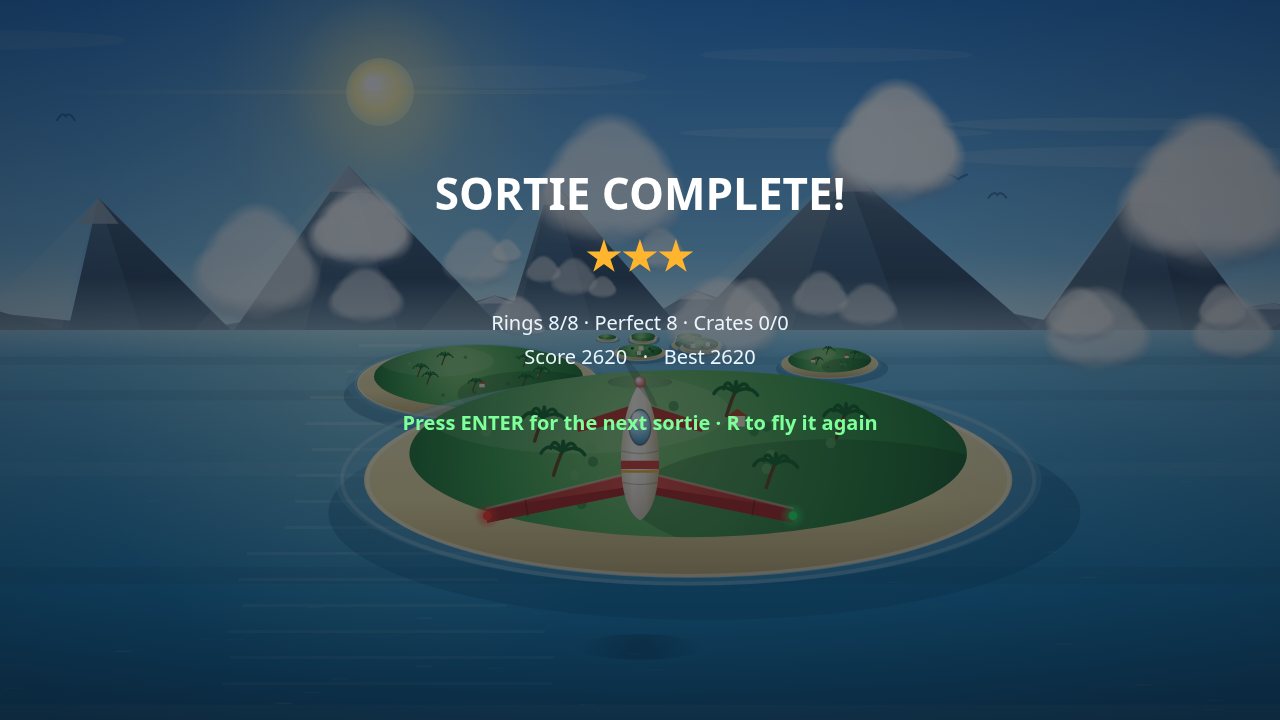 SORTIE COMPLETE!
★★★
Rings 8/8 · Perfect 8 · Crates 0/0
Score 2620 · Best 2620
Press ENTER for the next sortie · R to fly it again